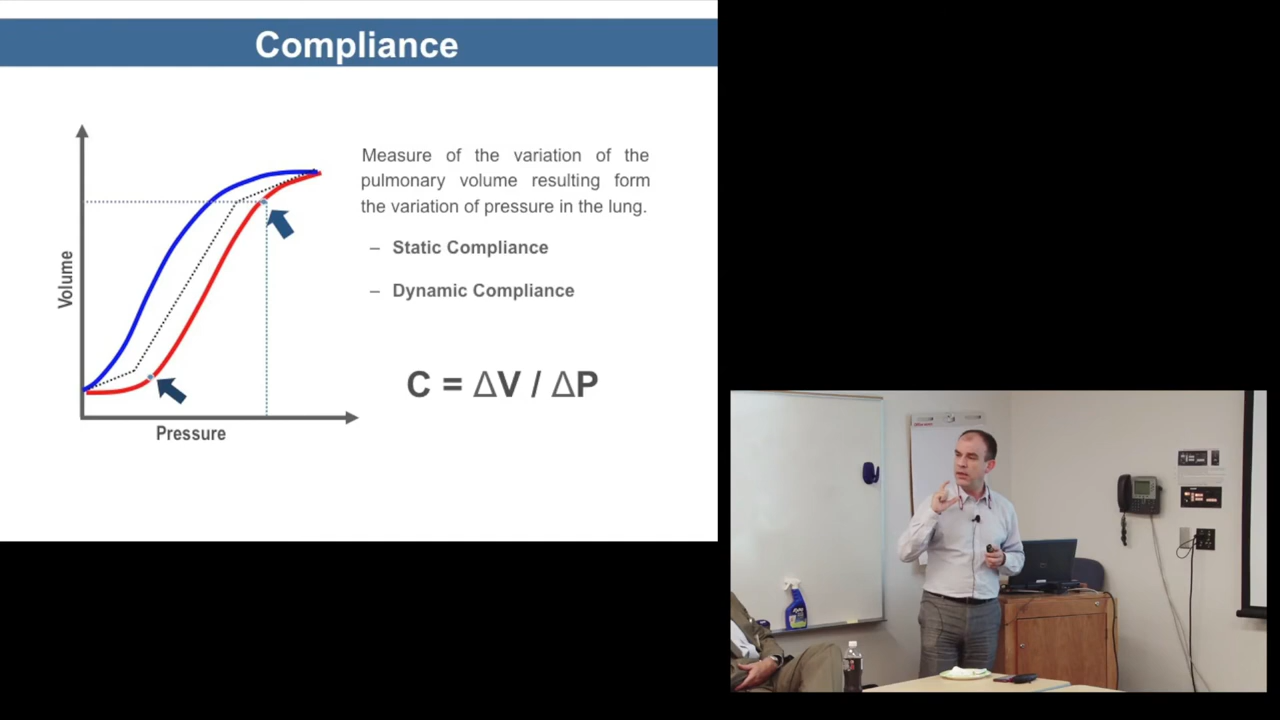 Compliance
Measure of the variation of the
pulmonary volume resulting form
the variation of pressure in the lung.
– Static Compliance
– Dynamic Compliance
C = ΔV / ΔP
Volume
Pressure